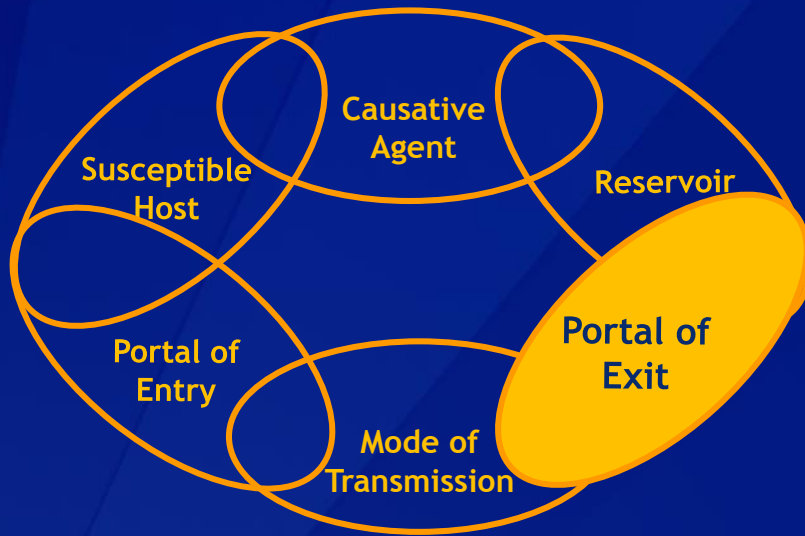 Causative
Agent
Reservoir
Portal of
Exit
Mode of
Transmission
Portal of
Entry
Susceptible
Host